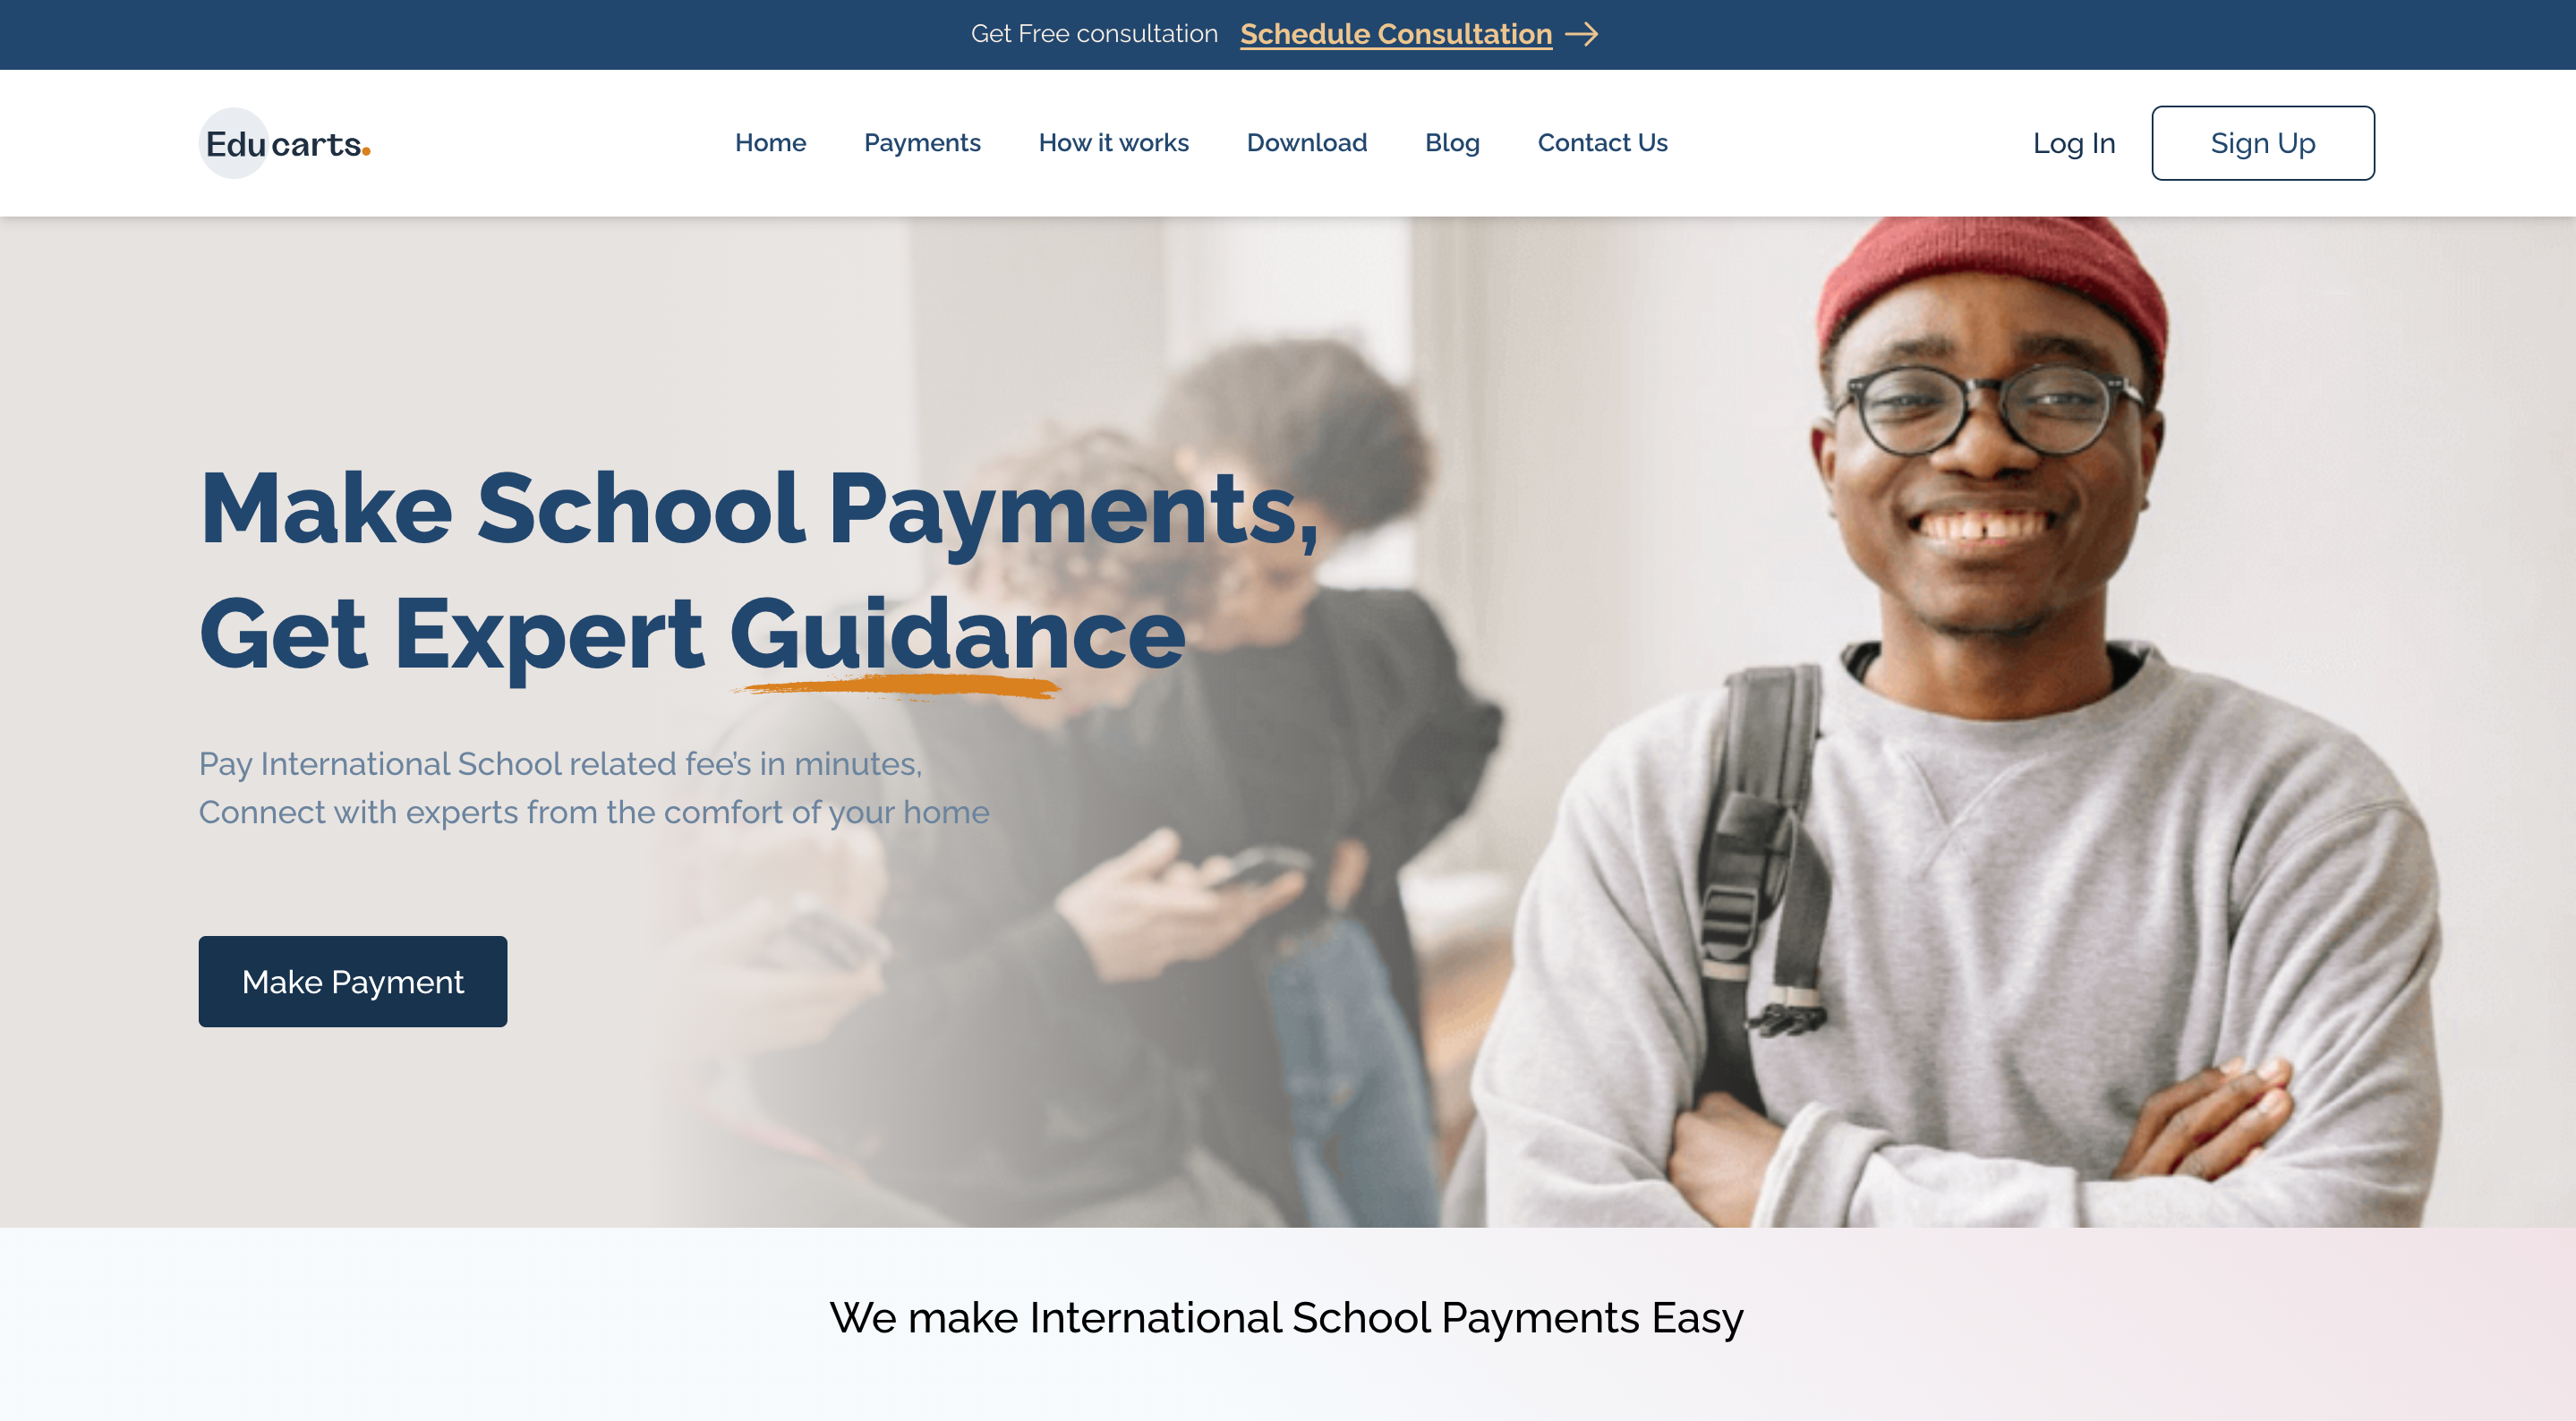 Get Free consultation Schedule Consultation
Educarts.
Home Payments How it works Download Blog Contact Us
Log In Sign Up
Make School Payments,
Get Expert Guidance
Pay International School related fee’s in minutes,
Connect with experts from the comfort of your home
Make Payment
We make International School Payments Easy